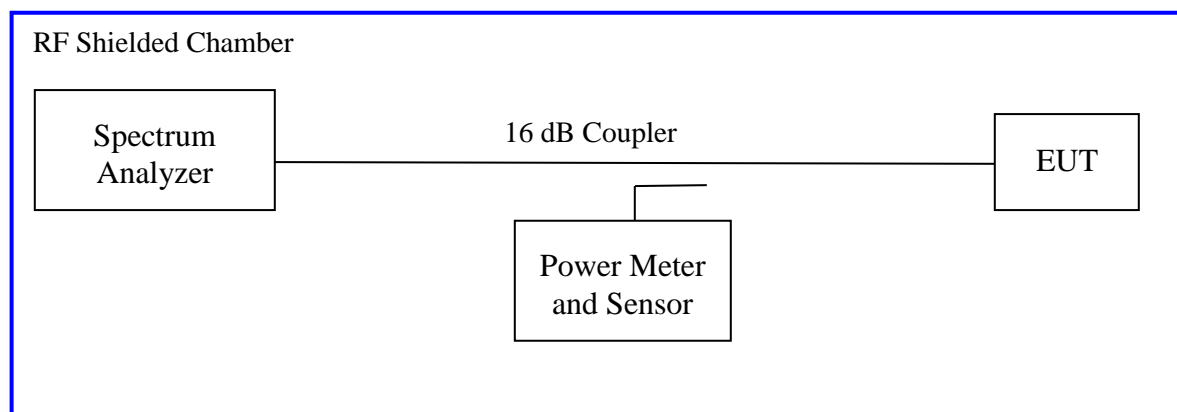 RF Shielded Chamber
Spectrum
Analyzer
16 dB Coupler
EUT
Power Meter
and Sensor